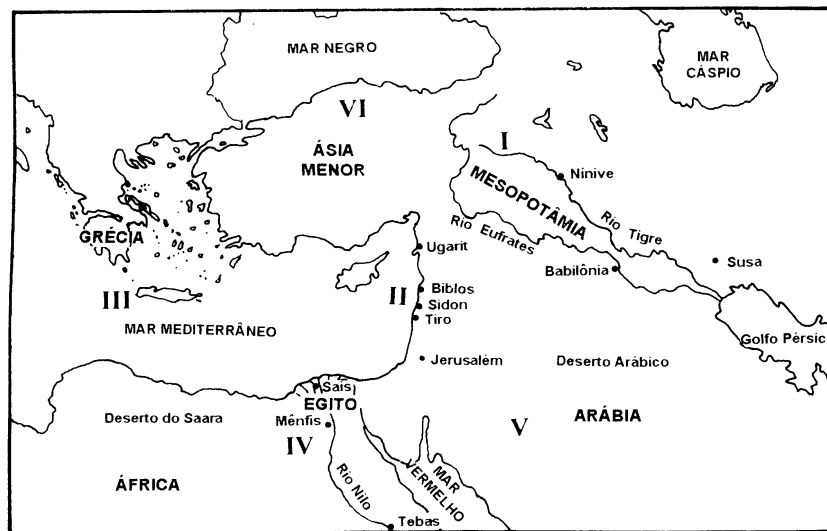 MAR NEGRO
MAR
CÁSPIO
VI
ÁSIA
MENOR
I
Nínive
MESOPOTÂMIA
Rio Tigre
Rio Eufrates
GRÉCIA
Ugarit
Babilônia
Susa
III
II
Biblos
Sidon
Tiro
MAR MEDITERRÂNEO
Golfo Pérsic
Jerusalém
Deserto Arábico
Saís
EGITO
Deserto do Saara
Mênfis
IV
V
ARÁBIA
ÁFRICA
Rio Nilo
MAR
VERMELHO
Tebas